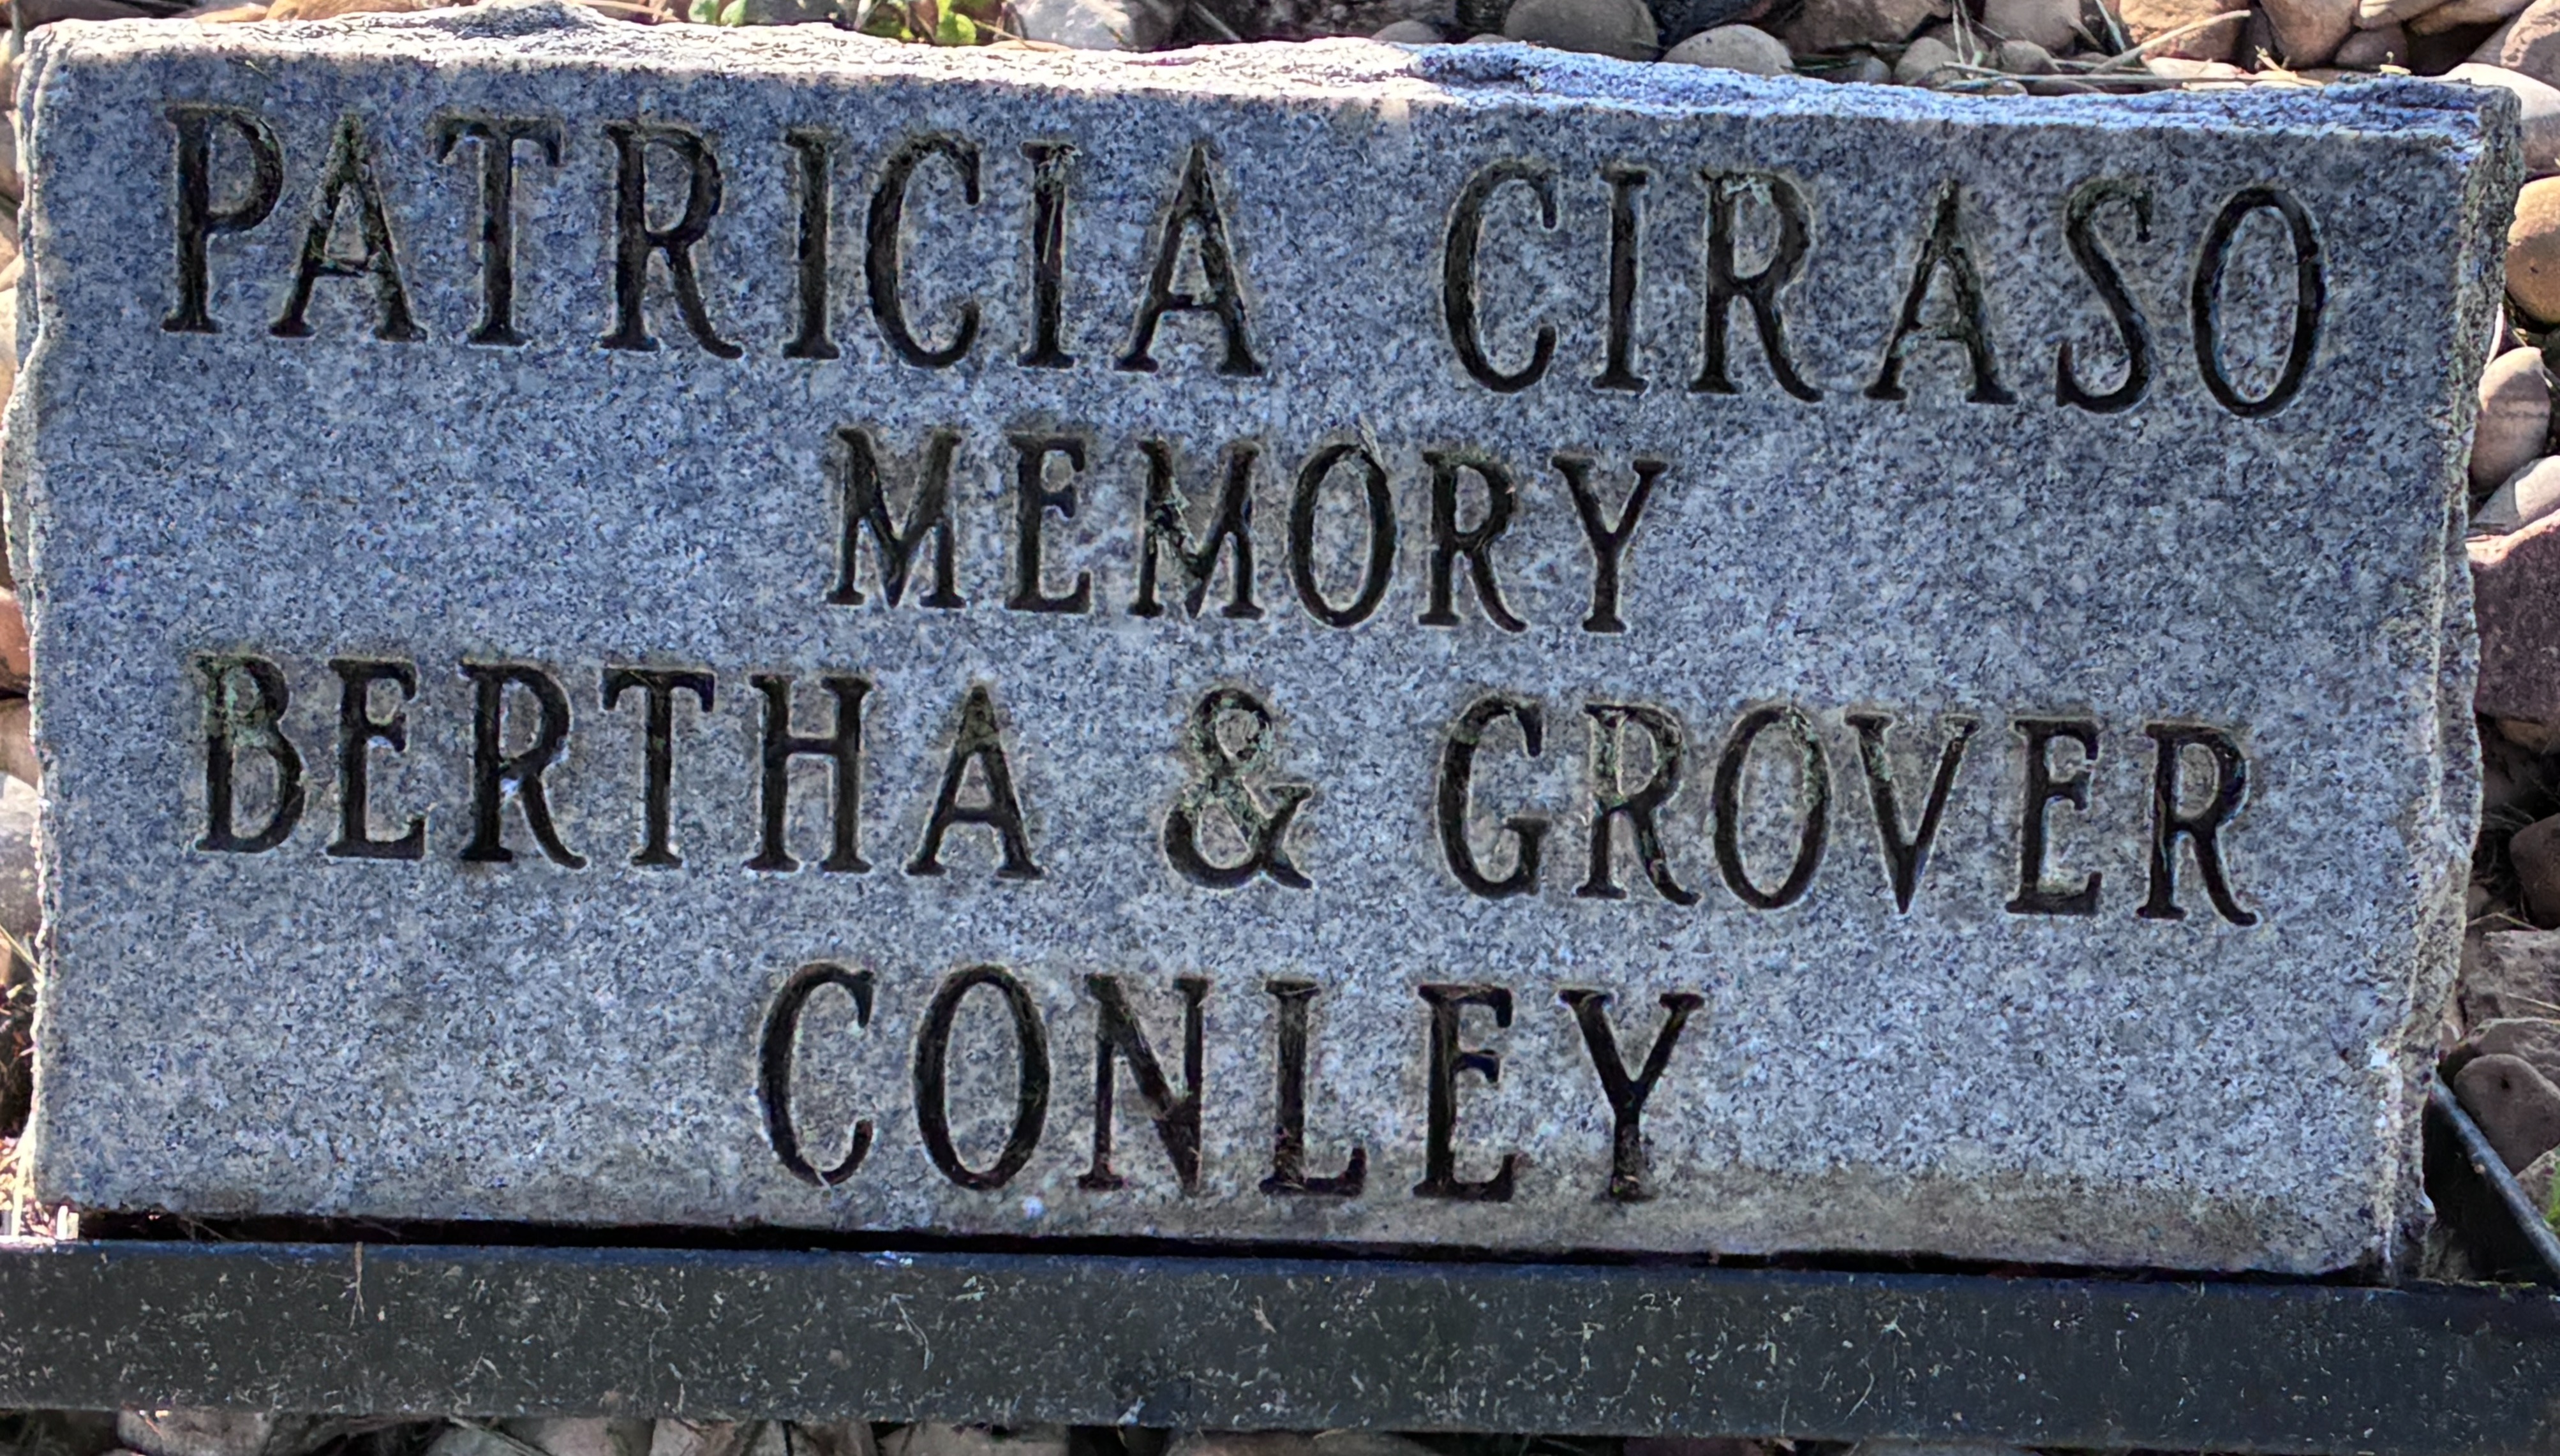 PATRICIA CIRASO
MEMORY
BERTHA & GROVER
CONLEY